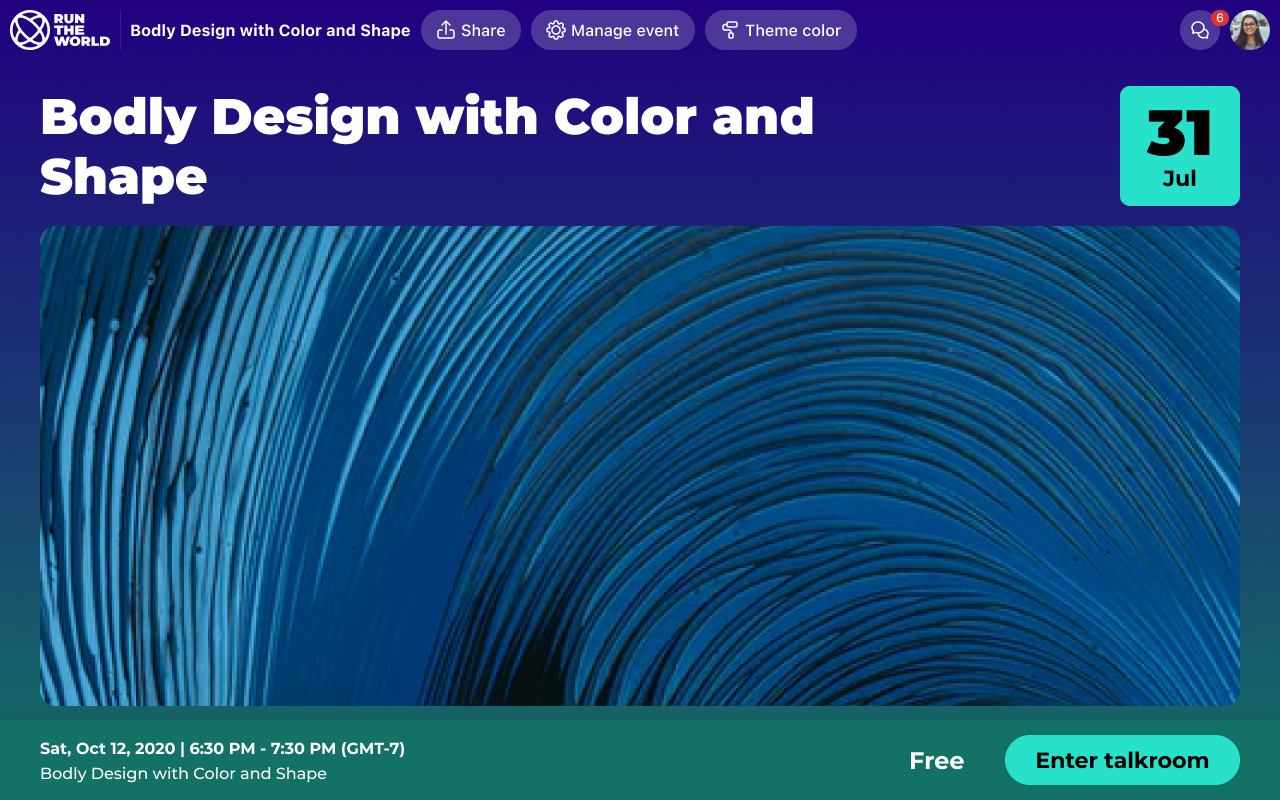 RUN
THE
WORLD
Bodly Design with Color and Shape
Share
Manage event
Theme color
6
Bodly Design with Color and
Shape
31
Jul
Sat, Oct 12, 2020 | 6:30 PM - 7:30 PM (GMT-7)
Bodly Design with Color and Shape
Free
Enter talkroom